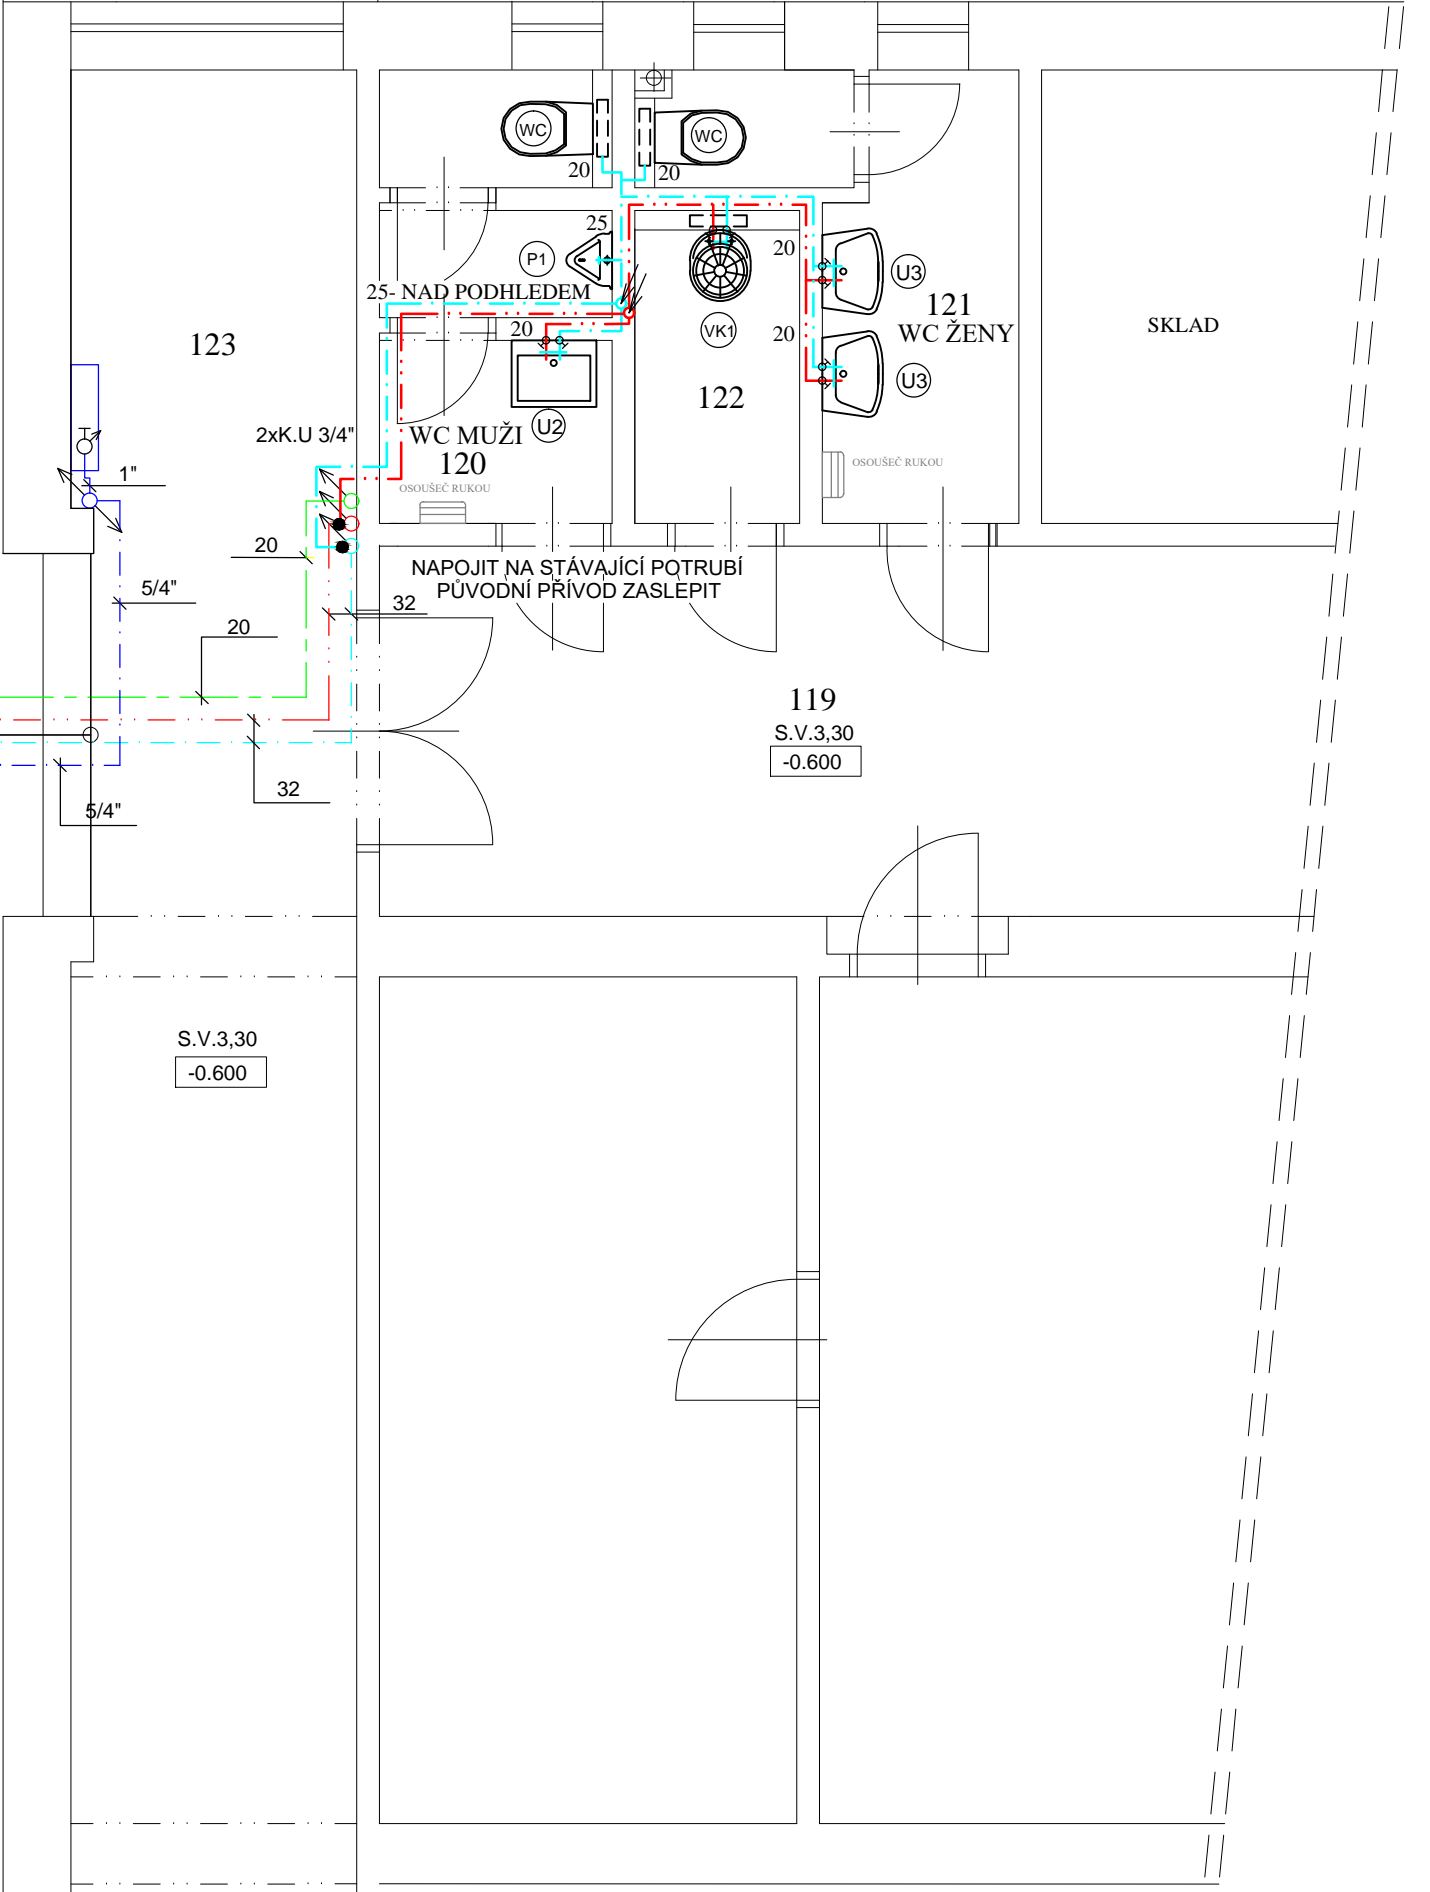 WC
WC
20
20
25
P1
20
U3
121
WC ŽENY
25- NAD PODHLEDEM
SKLAD
123
20
VK1
20
U3
122
2xK.U 3/4"
WC MUŽI
U2
120
OSOUŠEČ RUKOU
OSOUŠEČ RUKOU
1"
20
NAPOJIT NA STÁVAJÍCÍ POTRUBÍ
PŮVODNÍ PŘÍVOD ZASLEPIT
5/4"
32
20
119
S.V.3,30
-0.600
32
5/4"
S.V.3,30
-0.600